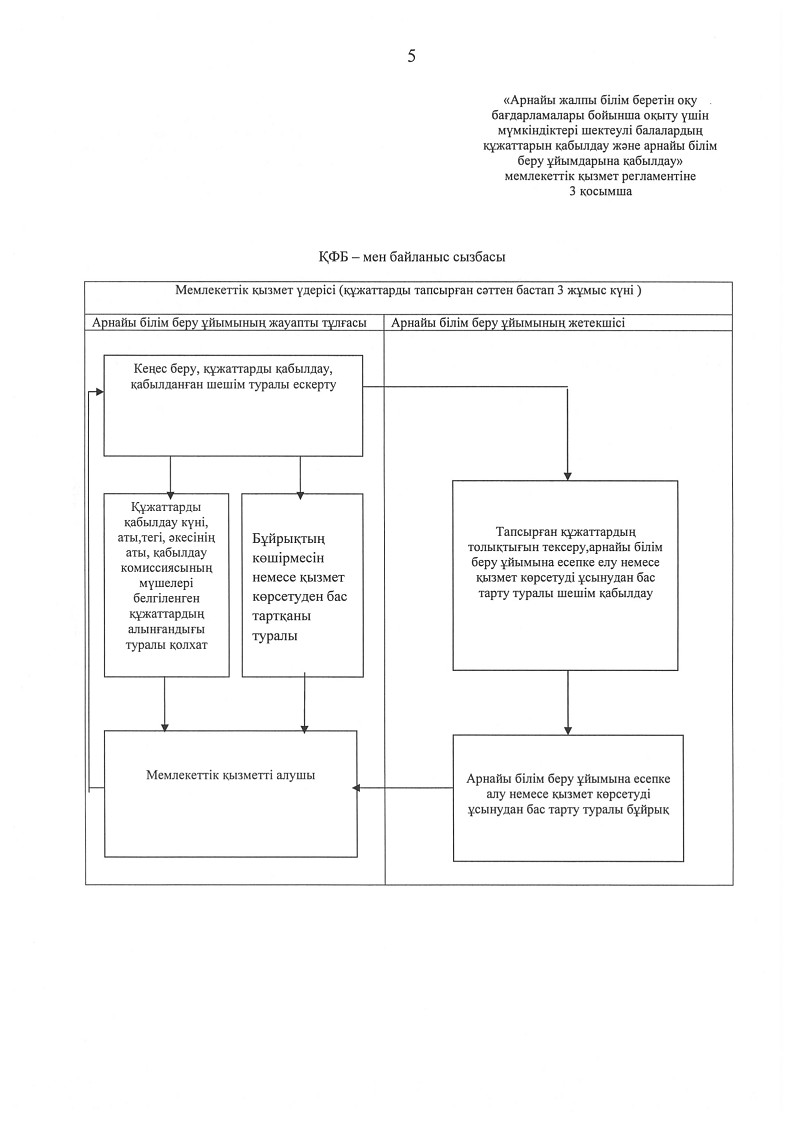 5
«Арнайы жалпы білім беретін оқу
бағдарламалары бойынша оқыту үшін
мүмкіндіктері шектеулі балалардың
құжаттарын қабылдау және арнайы білім
беру ұйымдарына қабылдау»
мемлекеттік қызмет регламентіне
3 қосымша
ҚФБ – мен байланыс сызбасы
Мемлекеттік қызмет үдерісі (құжаттарды тапсырған сәттен бастап 3 жұмыс күні )
Арнайы білім беру ұйымының жауапты тұлғасы
Арнайы білім беру ұйымының жетекшісі
Кеңес беру, құжаттарды қабылдау,
қабылданған шешім туралы ескерту
Құжаттарды
қабылдау күні,
аты,тегі, әкесінің
аты, қабылдау
комиссиясының
мүшелері
белгіленген
құжаттардың
алынғандығы
туралы қолхат
Бұйрықтың
көшірмесін
немесе қызмет
көрсетуден бас
тартқаны
туралы
Тапсырған құжаттардың
толықтығын тексеру,арнайы білім
беру ұйымына есепке елу немесе
қызмет көрсетуді ұсынудан бас
тарту туралы шешім қабылдау
Мемлекеттік қызметті алушы
Арнайы білім беру ұйымына есепке
алу немесе қызмет көрсетуді
ұсынудан бас тарту туралы бұйрық